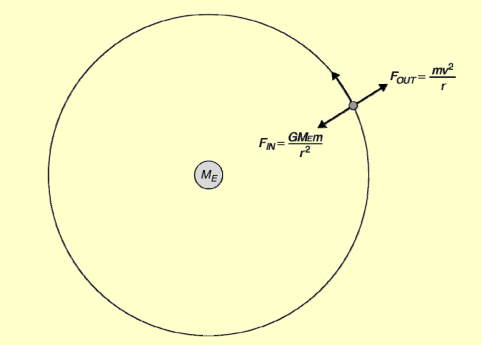 F_OUT = mv²/r
F_IN = GM_Em/r²
M_E